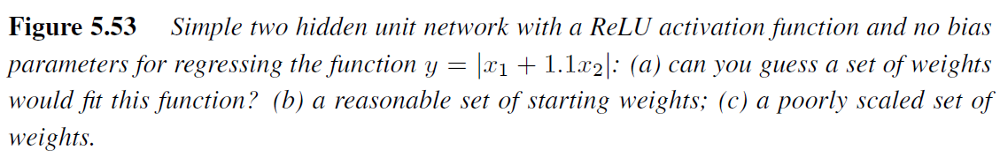 Figure 5.53 Simple two hidden unit network with a ReLU activation function and no bias
parameters for regressing the function y = |x₁ + 1.1x₂|: (a) can you guess a set of weights
would fit this function? (b) a reasonable set of starting weights; (c) a poorly scaled set of
weights.